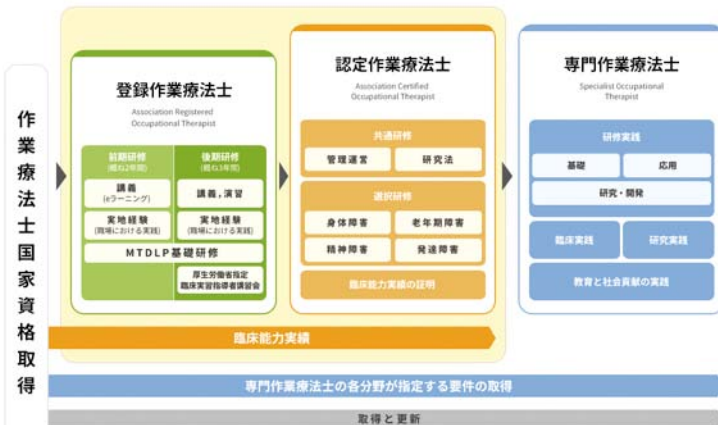 作業療法士国家資格取得
登録作業療法士
Association Registered
Occupational Therapist
前期研修
(概ね2年間)
講義
(eラーニング)
実地経験
(職場における実践)
後期研修
(概ね3年間)
講義,演習
実地経験
(職場における実践)
MTDLP基礎研修
厚生労働省指定
臨床実習指導者講習会
認定作業療法士
Association Certified
Occupational Therapist
共通研修
管理運営
研究法
選択研修
身体障害
老年期障害
精神障害
発達障害
臨床能力実績の証明
専門作業療法士
Specialist Occupational
Therapist
研修実践
基礎
応用
研究・開発
臨床実践
研究実践
教育と社会貢献の実践
臨床能力実績
専門作業療法士の各分野が指定する要件の取得
取得と更新